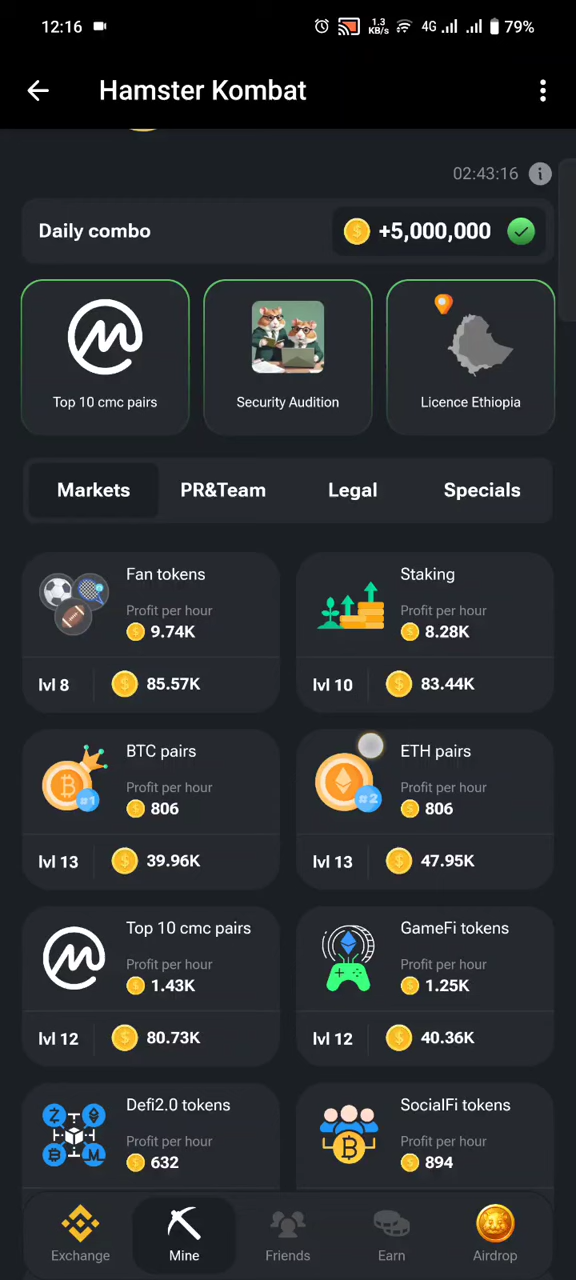 12:16 1.3 KB/s 4G 79%
Hamster Kombat
02:43:16
Daily combo +5,000,000
Top 10 cmc pairs Security Audition Licence Ethiopia
Markets PR&Team Legal Specials
Fan tokens Staking
Profit per hour Profit per hour
9.74K 8.28K
lvl 8 85.57K lvl 10 83.44K
BTC pairs ETH pairs
Profit per hour Profit per hour
#1 806 #2 806
lvl 13 39.96K lvl 13 47.95K
Top 10 cmc pairs GameFi tokens
Profit per hour Profit per hour
1.43K 1.25K
lvl 12 80.73K lvl 12 40.36K
Defi2.0 tokens SocialFi tokens
Profit per hour Profit per hour
632 894
Exchange Mine Friends Earn Airdrop